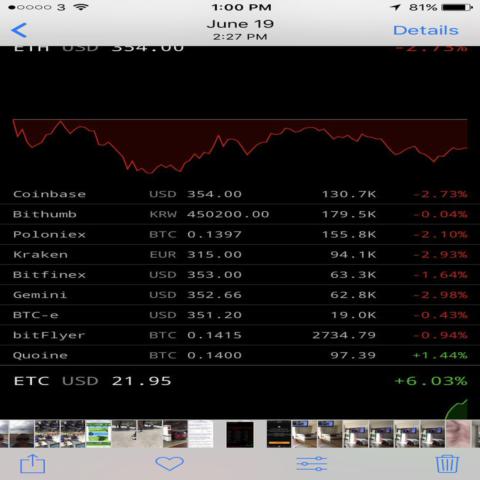 3 1:00 PM 81%
June 19
2:27 PM
Details
ETH USD 354.00 -2.73%
Coinbase USD 354.00 130.7K -2.73%
Bithumb KRW 450200.00 179.5K -0.04%
Poloniex BTC 0.1397 155.8K -2.10%
Kraken EUR 315.00 94.1K -2.93%
Bitfinex USD 353.00 63.3K -1.64%
Gemini USD 352.66 62.8K -2.98%
BTC-e USD 351.20 19.0K -0.43%
bitFlyer BTC 0.1415 2734.79 -0.94%
Quoine BTC 0.1400 97.39 +1.44%
ETC USD 21.95 +6.03%